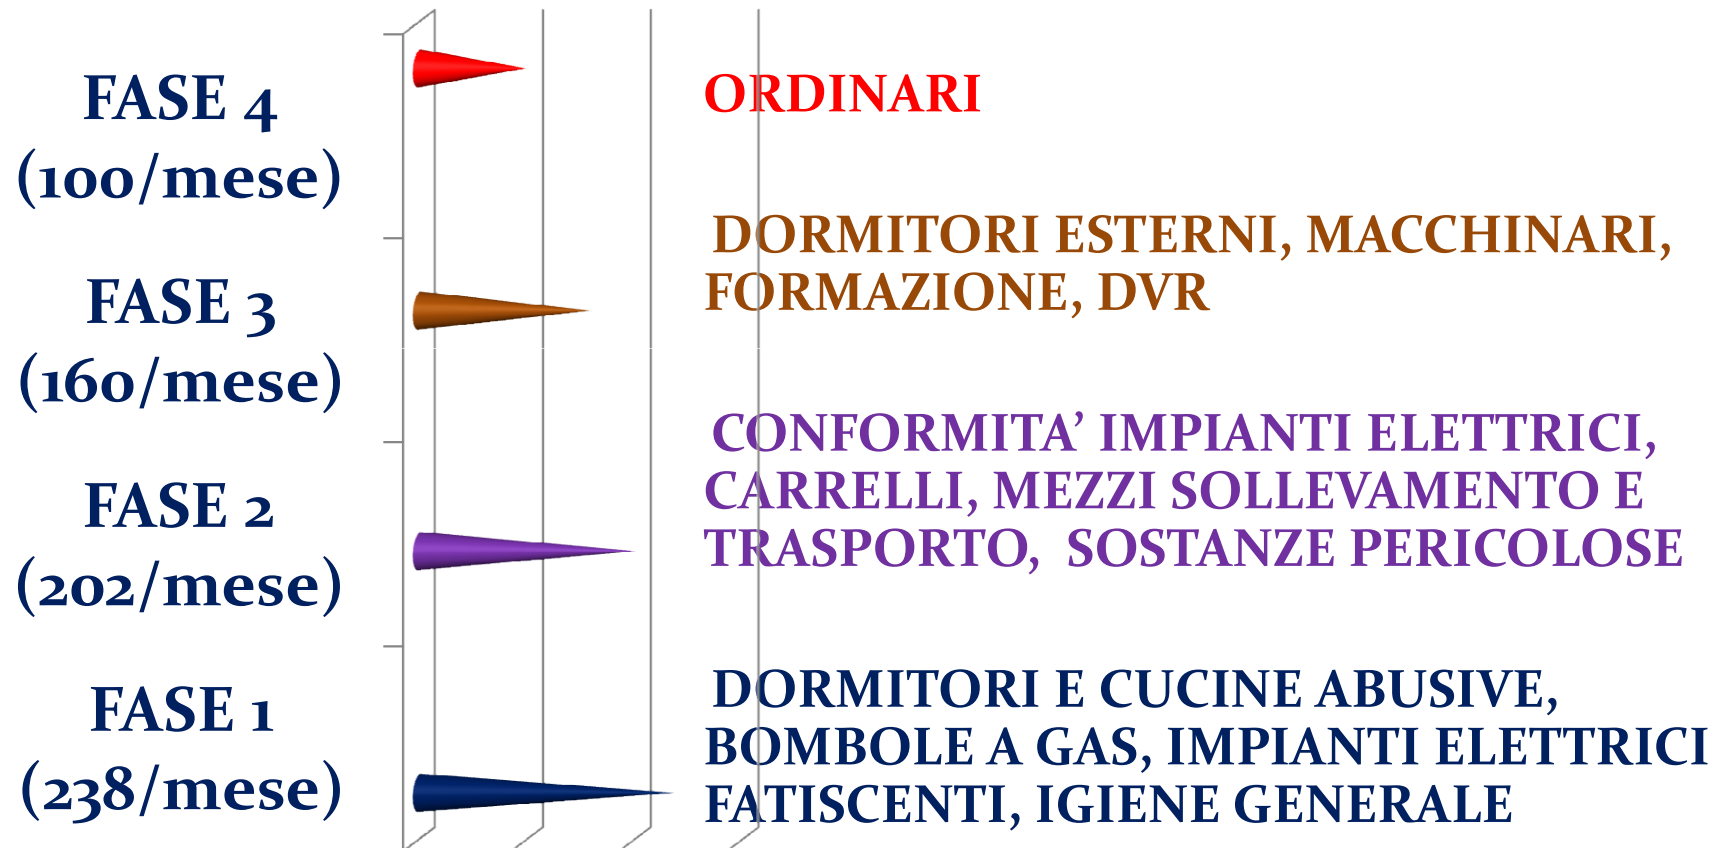 FASE 4
(100/mese)
ORDINARI
FASE 3
(160/mese)
DORMITORI ESTERNI, MACCHINARI,
FORMAZIONE, DVR
FASE 2
(202/mese)
CONFORMITA’ IMPIANTI ELETTRICI,
CARRELLI, MEZZI SOLLEVAMENTO E
TRASPORTO, SOSTANZE PERICOLOSE
FASE 1
(238/mese)
DORMITORI E CUCINE ABUSIVE,
BOMBOLE A GAS, IMPIANTI ELETTRICI
FATISCENTI, IGIENE GENERALE